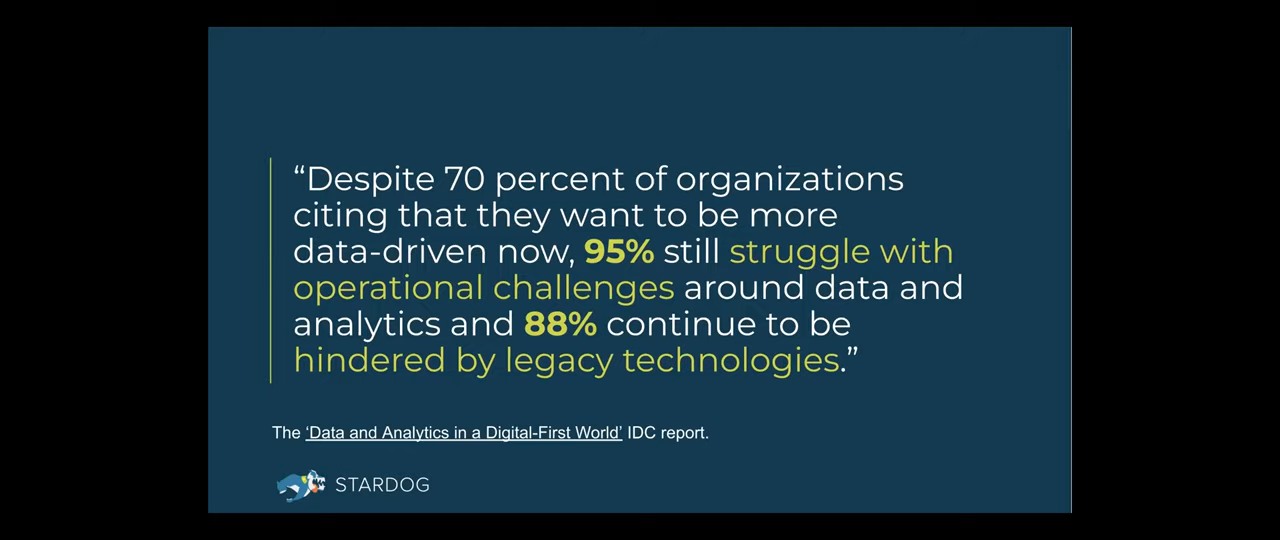 “Despite 70 percent of organizations
citing that they want to be more
data-driven now, 95% still struggle with
operational challenges around data and
analytics and 88% continue to be
hindered by legacy technologies.”
The ‘Data and Analytics in a Digital-First World’ IDC report.
STARDOG